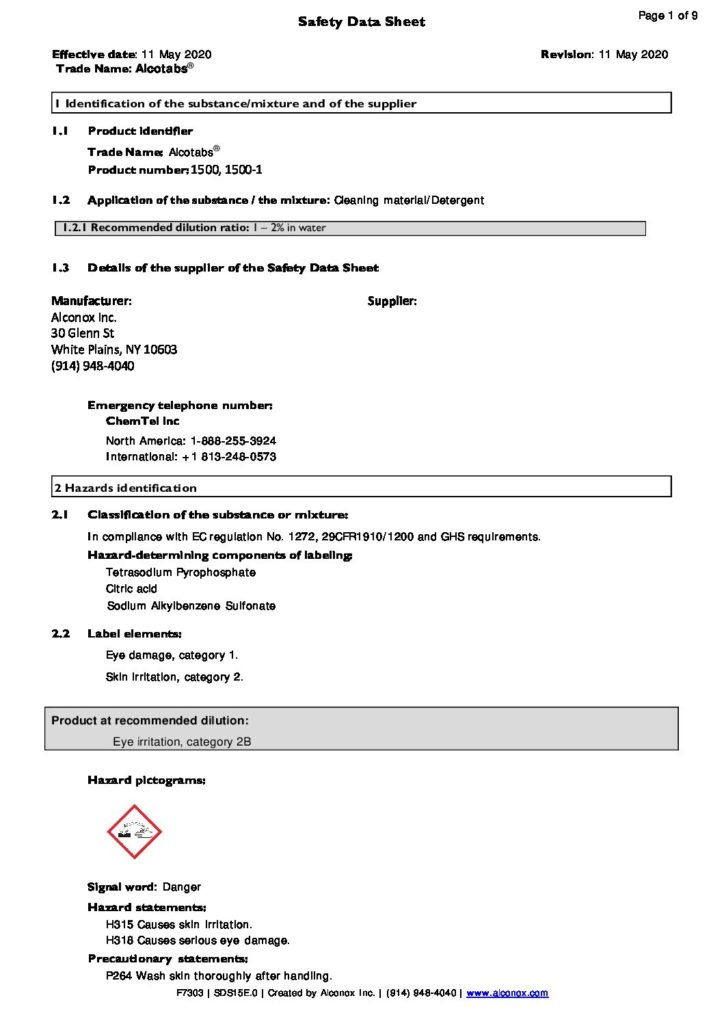 Page 1 of 9
Safety Data Sheet
Effective date: 11 May 2020 Revision: 11 May 2020
Trade Name: Alcotabs®
1 Identification of the substance/mixture and of the supplier
1.1 Product Identifier
Trade Name: Alcotabs®
Product number: 1500, 1500-1
1.2 Application of the substance / the mixture: Cleaning material/Detergent
1.2.1 Recommended dilution ratio: 1 – 2% in water
1.3 Details of the supplier of the Safety Data Sheet
Manufacturer: Supplier:
Alconox Inc.
30 Glenn St
White Plains, NY 10603
(914) 948-4040
Emergency telephone number:
ChemTel Inc
North America: 1-888-255-3924
International: +1 813-248-0573
2 Hazards identification
2.1 Classification of the substance or mixture:
In compliance with EC regulation No. 1272, 29CFR1910/1200 and GHS requirements.
Hazard-determining components of labeling:
Tetrasodium Pyrophosphate
Citric acid
Sodium Alkylbenzene Sulfonate
2.2 Label elements:
Eye damage, category 1.
Skin irritation, category 2.
Product at recommended dilution:
Eye irritation, category 2B
Hazard pictograms:
Signal word: Danger
Hazard statements:
H315 Causes skin irritation.
H318 Causes serious eye damage.
Precautionary statements:
P264 Wash skin thoroughly after handling.
F7303 | SDS15E.0 | Created by Alconox Inc. | (914) 948-4040 | www.alconox.com